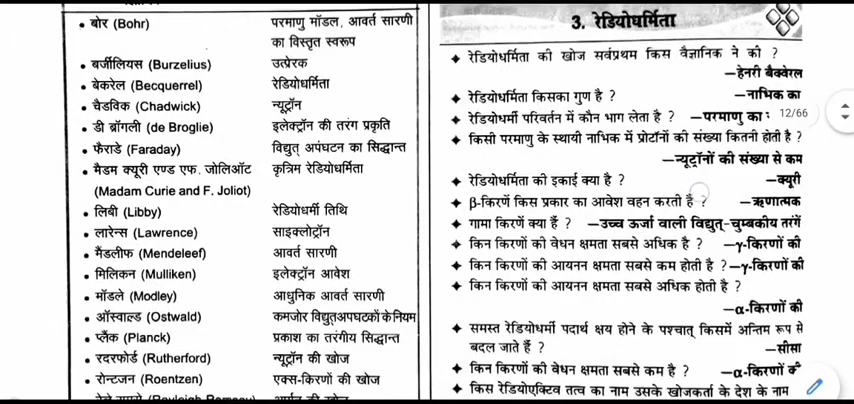 • बोर (Bohr) परमाणु मॉडल, आवर्त सारणी
का विस्तृत स्वरूप
• बर्जीलियस (Burzelius) उत्प्रेरक
• बेकरेल (Becquerrel) रेडियोधर्मिता
• चैडविक (Chadwick) न्यूट्रॉन
• डी ब्रॉगली (de Broglie) इलेक्ट्रॉन की तरंग प्रकृति
• फैराडे (Faraday) विद्युत् अपघटन का सिद्धान्त
• मैडम क्यूरी एण्ड एफ. जोलिऑट कृत्रिम रेडियोधर्मिता
(Madam Curie and F. Joliot)
• लिबी (Libby) रेडियोधर्मी तिथि
• लारेन्स (Lawrence) साइक्लोट्रॉन
• मैंडलीफ (Mendeleef) आवर्त सारणी
• मिलिकन (Mulliken) इलेक्ट्रॉन आवेश
• मॉडले (Modley) आधुनिक आवर्त सारणी
• ऑस्वाल्ड (Ostwald) कमजोर विद्युतअपघटकों के नियम
• प्लैंक (Planck) प्रकाश का तरंगीय सिद्धान्त
• रदरफोर्ड (Rutherford) न्यूट्रॉन की खोज
• रोन्टजन (Roentzen) एक्स-किरणों की खोज
3. रेडियोधर्मिता
✦ रेडियोधर्मिता की खोज सर्वप्रथम किस वैज्ञानिक ने की ?
—हेनरी बैक्वेरल
✦ रेडियोधर्मिता किसका गुण है ? —नाभिक का
✦ रेडियोधर्मी परिवर्तन में कौन भाग लेता है ? —परमाणु का
12/66
✦ किसी परमाणु के स्थायी नाभिक में प्रोटॉनों की संख्या कितनी होती है ?
—न्यूट्रॉनों की संख्या से कम
✦ रेडियोधर्मिता की इकाई क्या है ? —क्यूरी
✦ β-किरणें किस प्रकार का आवेश वहन करती हैं ? —ऋणात्मक
✦ गामा किरणें क्या हैं ? —उच्च ऊर्जा वाली विद्युत्-चुम्बकीय तरंगें
✦ किन किरणों की वेधन क्षमता सबसे अधिक है ? —γ-किरणों की
✦ किन किरणों की आयनन क्षमता सबसे कम होती है ?—γ-किरणों की
✦ किन किरणों की आयनन क्षमता सबसे अधिक होती है ?
—α-किरणों की
✦ समस्त रेडियोधर्मी पदार्थ क्षय होने के पश्चात् किसमें अन्तिम रूप से
बदल जाते हैं ? —सीसा
✦ किन किरणों की वेधन क्षमता सबसे कम है ? —α-किरणों की
✦ किस रेडियोएक्टिव तत्व का नाम उसके खोजकर्ता के देश के नाम